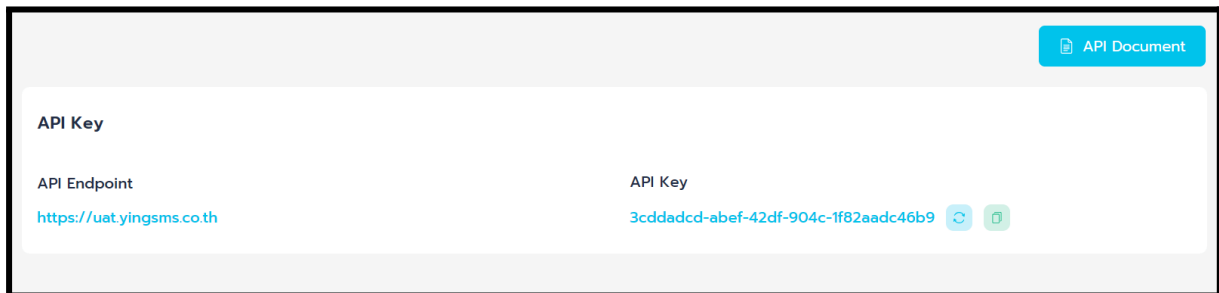 API Document
API Key
API Endpoint
API Key
https://uat.yingsms.co.th
3cddadcd-abef-42df-904c-1f82aadc46b9